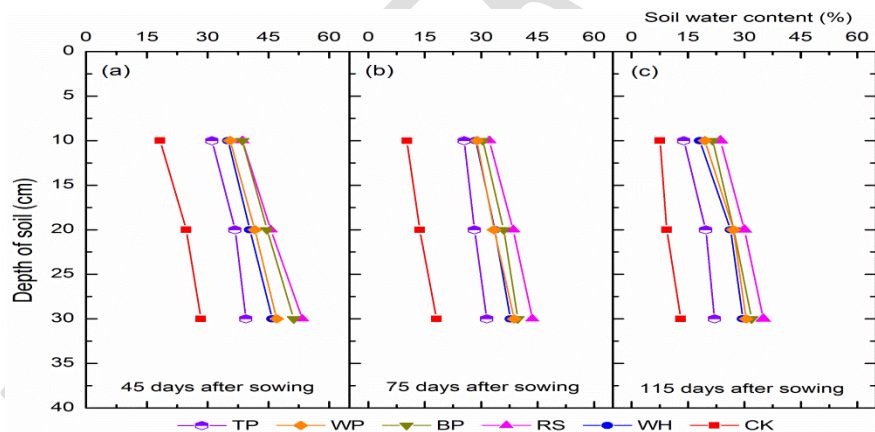 Soil water content (%)
0 15 30 45 60 0 15 30 45 60 0 15 30 45 60
0
(a) (b) (c)
5
10
15
20
25
30
35
40
Depth of soil (cm)
45 days after sowing 75 days after sowing 115 days after sowing
TP WP BP RS WH CK